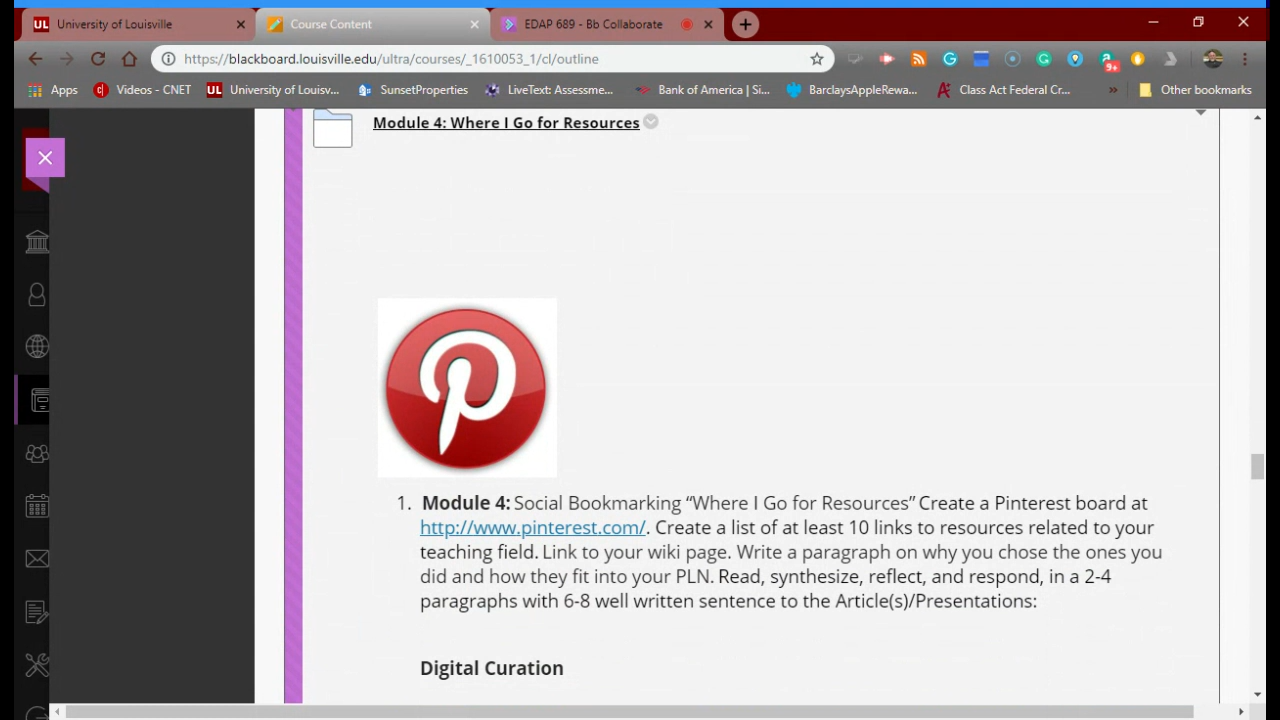 UL University of Louisville
Course Content
EDAP 689 - Bb Collaborate
https://blackboard.louisville.edu/ultra/courses/_1610053_1/cl/outline
9+
Apps
Videos - CNET
UL University of Louisv...
SunsetProperties
LiveText: Assessme...
Bank of America | Si...
BarclaysAppleRewa...
Class Act Federal Cr...
»
Other bookmarks
Module 4: Where I Go for Resources
1. Module 4: Social Bookmarking “Where I Go for Resources” Create a Pinterest board at
http://www.pinterest.com/. Create a list of at least 10 links to resources related to your
teaching field. Link to your wiki page. Write a paragraph on why you chose the ones you
did and how they fit into your PLN. Read, synthesize, reflect, and respond, in a 2-4
paragraphs with 6-8 well written sentence to the Article(s)/Presentations:
Digital Curation